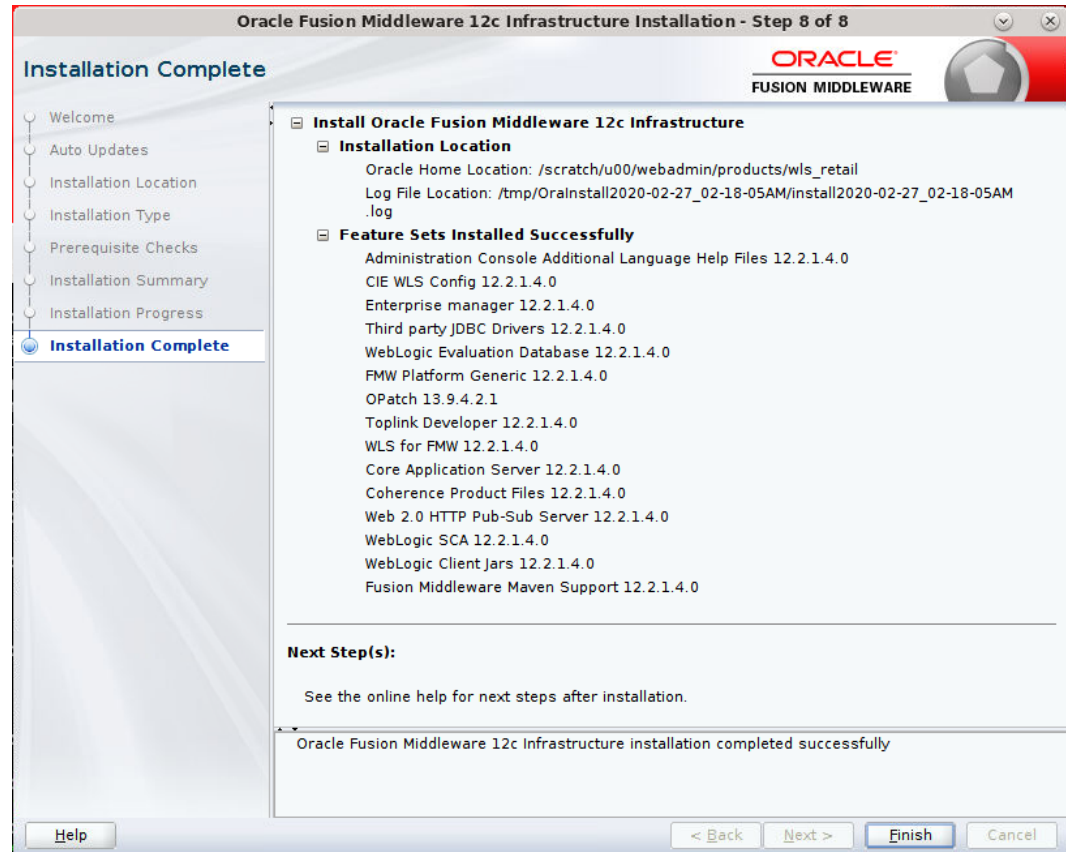 Oracle Fusion Middleware 12c Infrastructure Installation - Step 8 of 8
Installation Complete
ORACLE
FUSION MIDDLEWARE
Welcome
Auto Updates
Installation Location
Installation Type
Prerequisite Checks
Installation Summary
Installation Progress
Installation Complete
Install Oracle Fusion Middleware 12c Infrastructure
Installation Location
Oracle Home Location: /scratch/u00/webadmin/products/wls_retail
Log File Location: /tmp/OraInstall2020-02-27_02-18-05AM/install2020-02-27_02-18-05AM
.log
Feature Sets Installed Successfully
Administration Console Additional Language Help Files 12.2.1.4.0
CIE WLS Config 12.2.1.4.0
Enterprise manager 12.2.1.4.0
Third party JDBC Drivers 12.2.1.4.0
WebLogic Evaluation Database 12.2.1.4.0
FMW Platform Generic 12.2.1.4.0
OPatch 13.9.4.2.1
Toplink Developer 12.2.1.4.0
WLS for FMW 12.2.1.4.0
Core Application Server 12.2.1.4.0
Coherence Product Files 12.2.1.4.0
Web 2.0 HTTP Pub-Sub Server 12.2.1.4.0
WebLogic SCA 12.2.1.4.0
WebLogic Client Jars 12.2.1.4.0
Fusion Middleware Maven Support 12.2.1.4.0
Next Step(s):
See the online help for next steps after installation.
Oracle Fusion Middleware 12c Infrastructure installation completed successfully
Help
< Back
Next >
Finish
Cancel